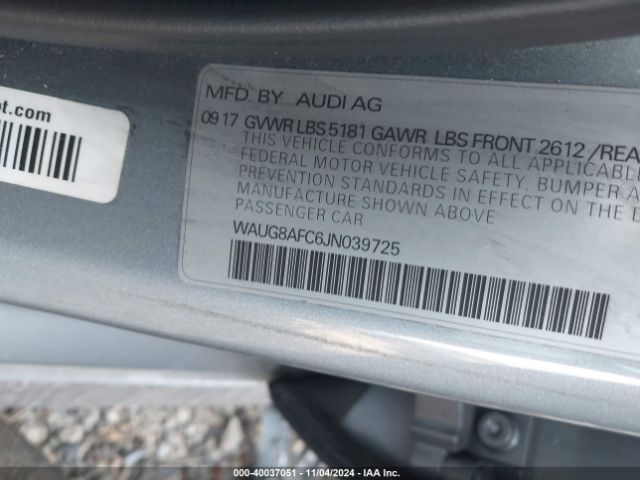 ot.com
MFD. BY AUDI AG
09 17 GVWR LBS 5181 GAWR LBS FRONT 2612 /REA
THIS VEHICLE CONFORMS TO ALL APPLICABLE
FEDERAL MOTOR VEHICLE SAFETY, BUMPER A
PREVENTION STANDARDS IN EFFECT ON THE D
MANUFACTURE SHOWN ABOVE
PASSENGER CAR
WAUG8AFC6JN039725
000-40037051 - 11/04/2024 - IAA Inc.